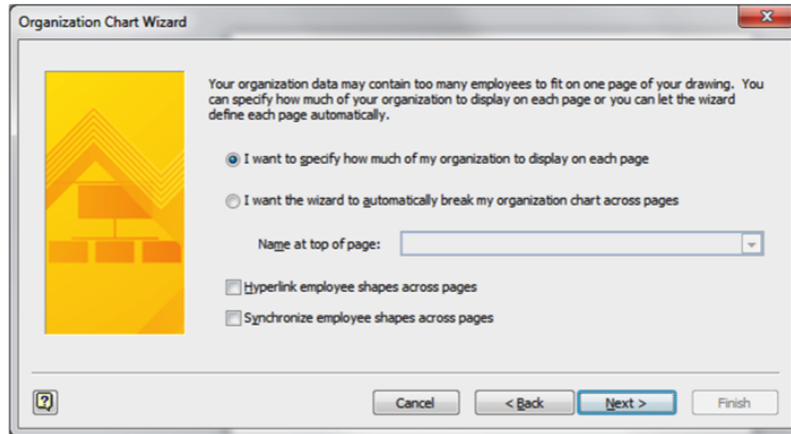 Organization Chart Wizard
Your organization data may contain too many employees to fit on one page of your drawing. You
can specify how much of your organization to display on each page or you can let the wizard
define each page automatically.
I want to specify how much of my organization to display on each page
I want the wizard to automatically break my organization chart across pages
Name at top of page:
Hyperlink employee shapes across pages
Synchronize employee shapes across pages
Cancel < Back Next > Finish